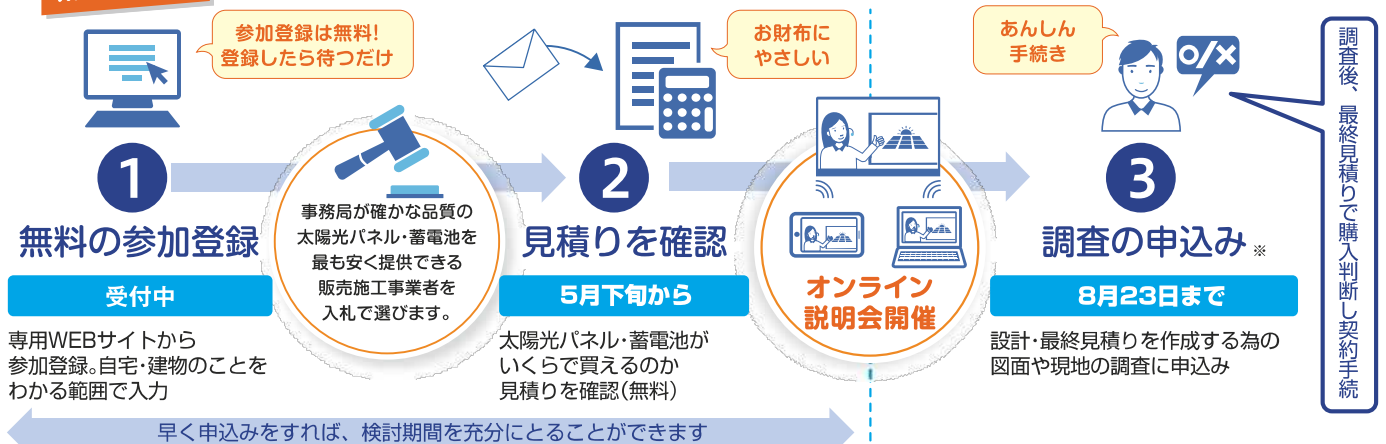 参加登録は無料!
登録したら待つだけ
1
無料の参加登録
受付中
専用WEBサイトから
参加登録。自宅・建物のことを
わかる範囲で入力
事務局が確かな品質の
太陽光パネル・蓄電池を
最も安く提供できる
販売施工事業者を
入札で選びます。
お財布に
やさしい
2
見積りを確認
5月下旬から
太陽光パネル・蓄電池が
いくらで買えるのか
見積りを確認(無料)
オンライン
説明会開催
あんしん
手続き
O/X
3
調査の申込み※
8月23日まで
設計・最終見積りを作成する為の
図面や現地の調査に申込み
調査後、最終見積りで購入判断し契約手続
早く申込みをすれば、検討期間を充分にとることができます